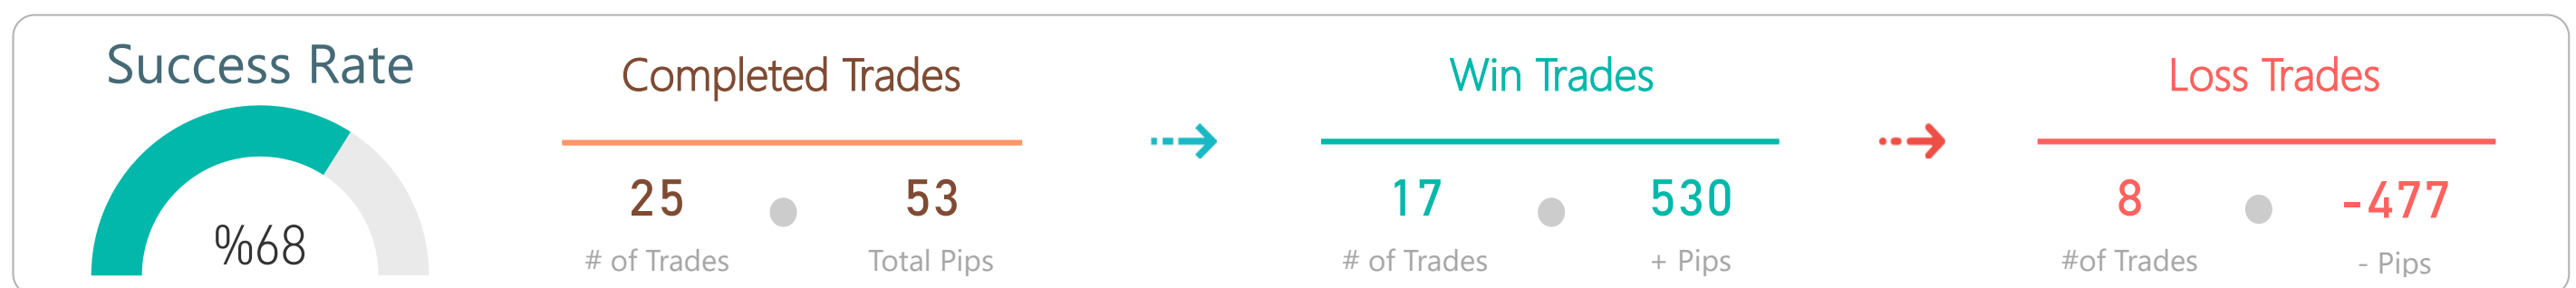 Success Rate
%68
Completed Trades
25 53
# of Trades Total Pips
Win Trades
17 530
# of Trades + Pips
Loss Trades
8 -477
#of Trades - Pips